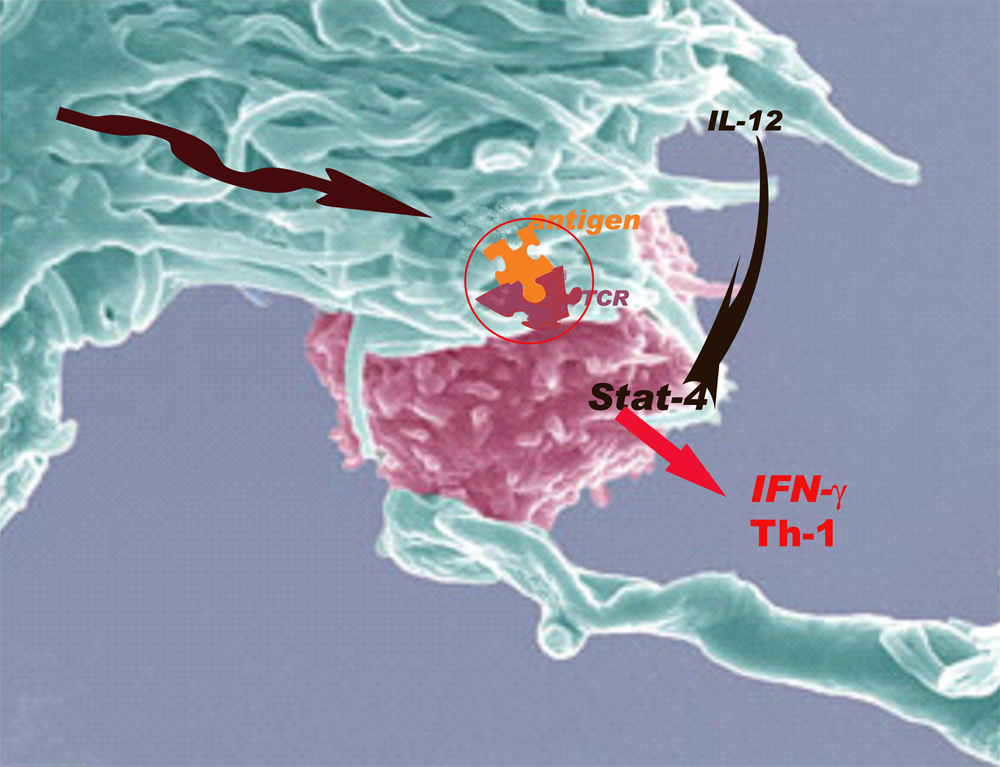 IL-12
antigen
TCR
Stat-4
IFN-γ
Th-1